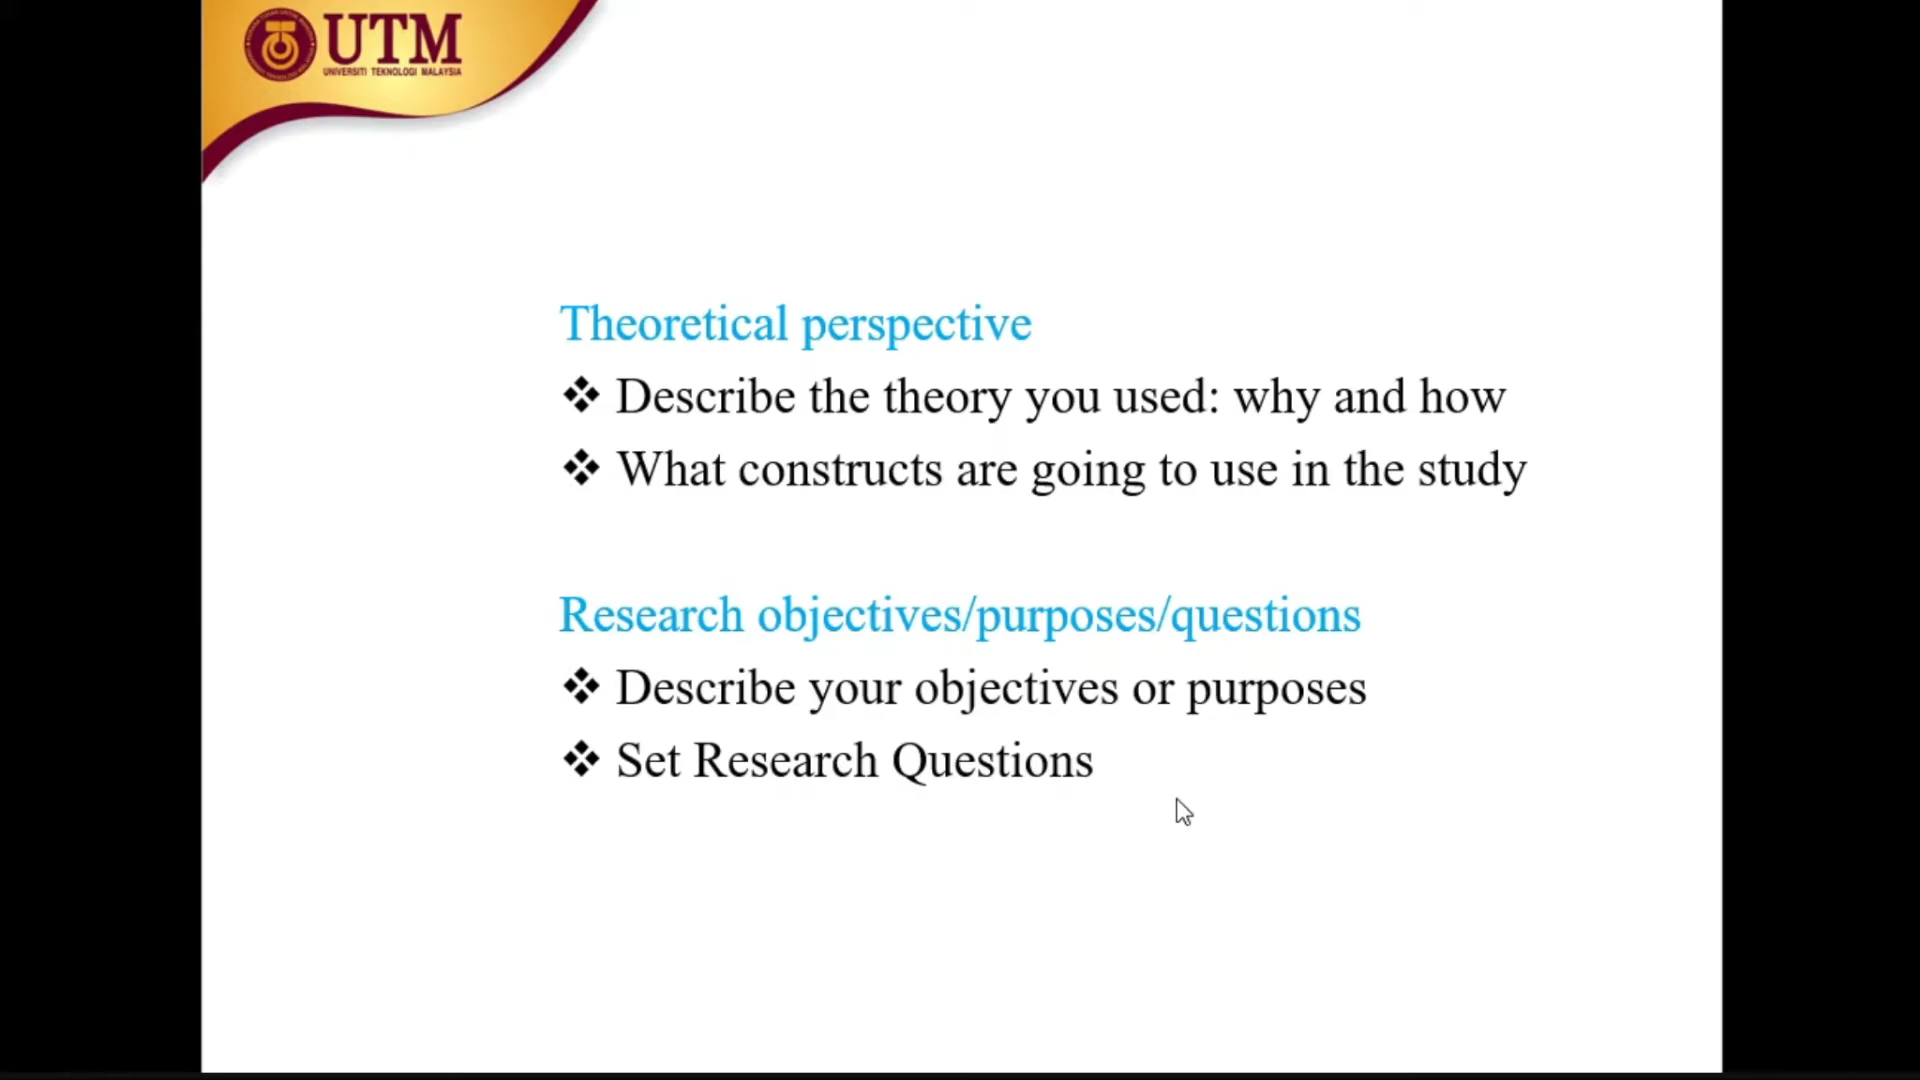 UTM
UNIVERSITI TEKNOLOGI MALAYSIA
Theoretical perspective
❖ Describe the theory you used: why and how
❖ What constructs are going to use in the study
Research objectives/purposes/questions
❖ Describe your objectives or purposes
❖ Set Research Questions